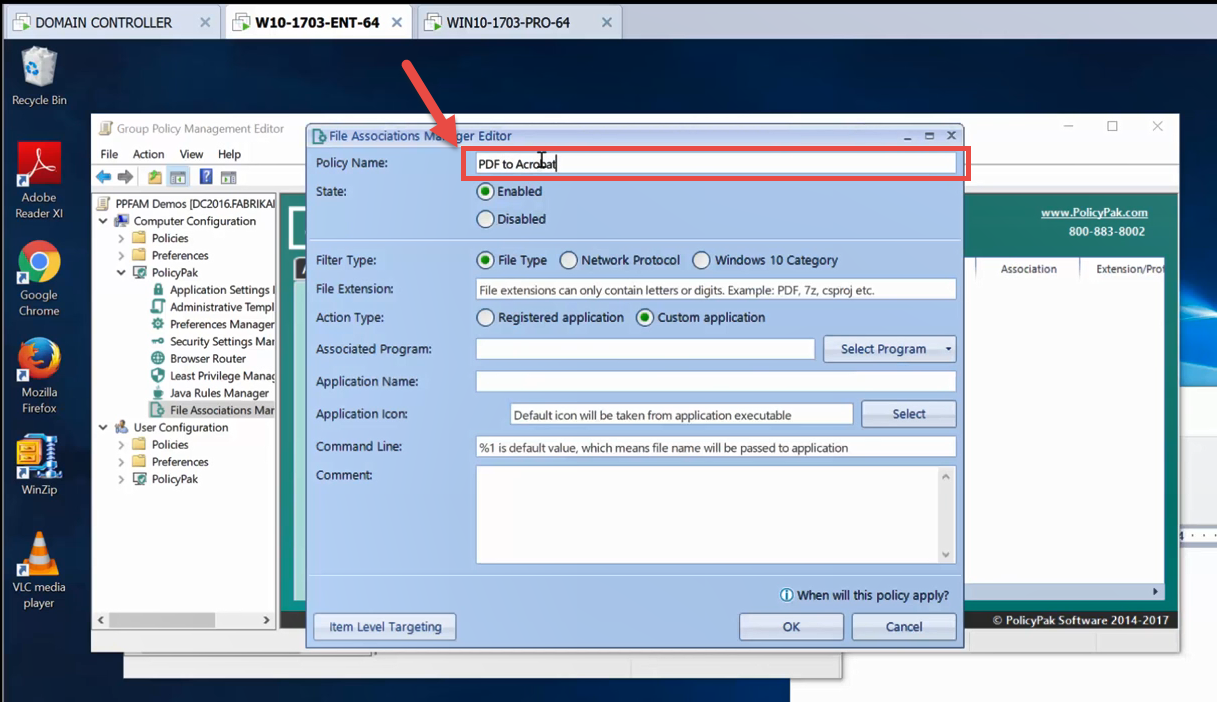 DOMAIN CONTROLLER
W10-1703-ENT-64
WIN10-1703-PRO-64
Recycle Bin
Adobe
Reader XI
Google
Chrome
Mozilla
Firefox
WinZip
VLC media
player
Group Policy Management Editor
File Action View Help
PPFAM Demos [DC2016.FABRIKAI
Computer Configuration
Policies
Preferences
PolicyPak
Application Settings
Administrative Templ
Preferences Manager
Security Settings Mar
Browser Router
Least Privilege Manag
Java Rules Manager
File Associations Mar
User Configuration
Policies
Preferences
PolicyPak
File Associations Manager Editor
Policy Name: PDF to Acrobat
State: Enabled
Disabled
Filter Type: File Type Network Protocol Windows 10 Category
File Extension: File extensions can only contain letters or digits. Example: PDF, 7z, csproj etc.
Action Type: Registered application Custom application
Associated Program: Select Program
Application Name:
Application Icon: Default icon will be taken from application executable Select
Command Line: %1 is default value, which means file name will be passed to application
Comment:
When will this policy apply?
Item Level Targeting OK Cancel
www.PolicyPak.com
800-883-8002
Association Extension/Prot
© PolicyPak Software 2014-2017